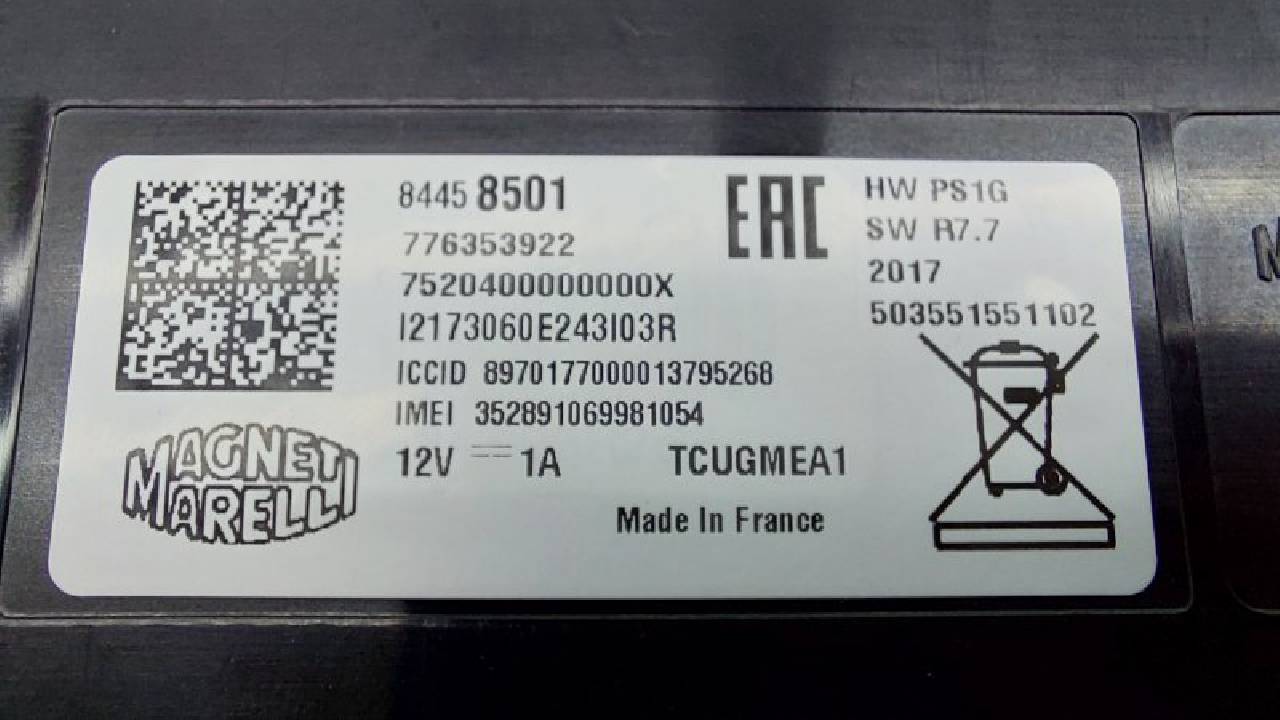 8445 8501
776353922
7520400000000X
I2173060E243I03R
ICCID 8970177000013795268
IMEI 352891069981054
12V 1A TCUGMEA1
Made In France
MAGNETI
MARELLI
EAC
HW PS1G
SW R7.7
2017
503551551102